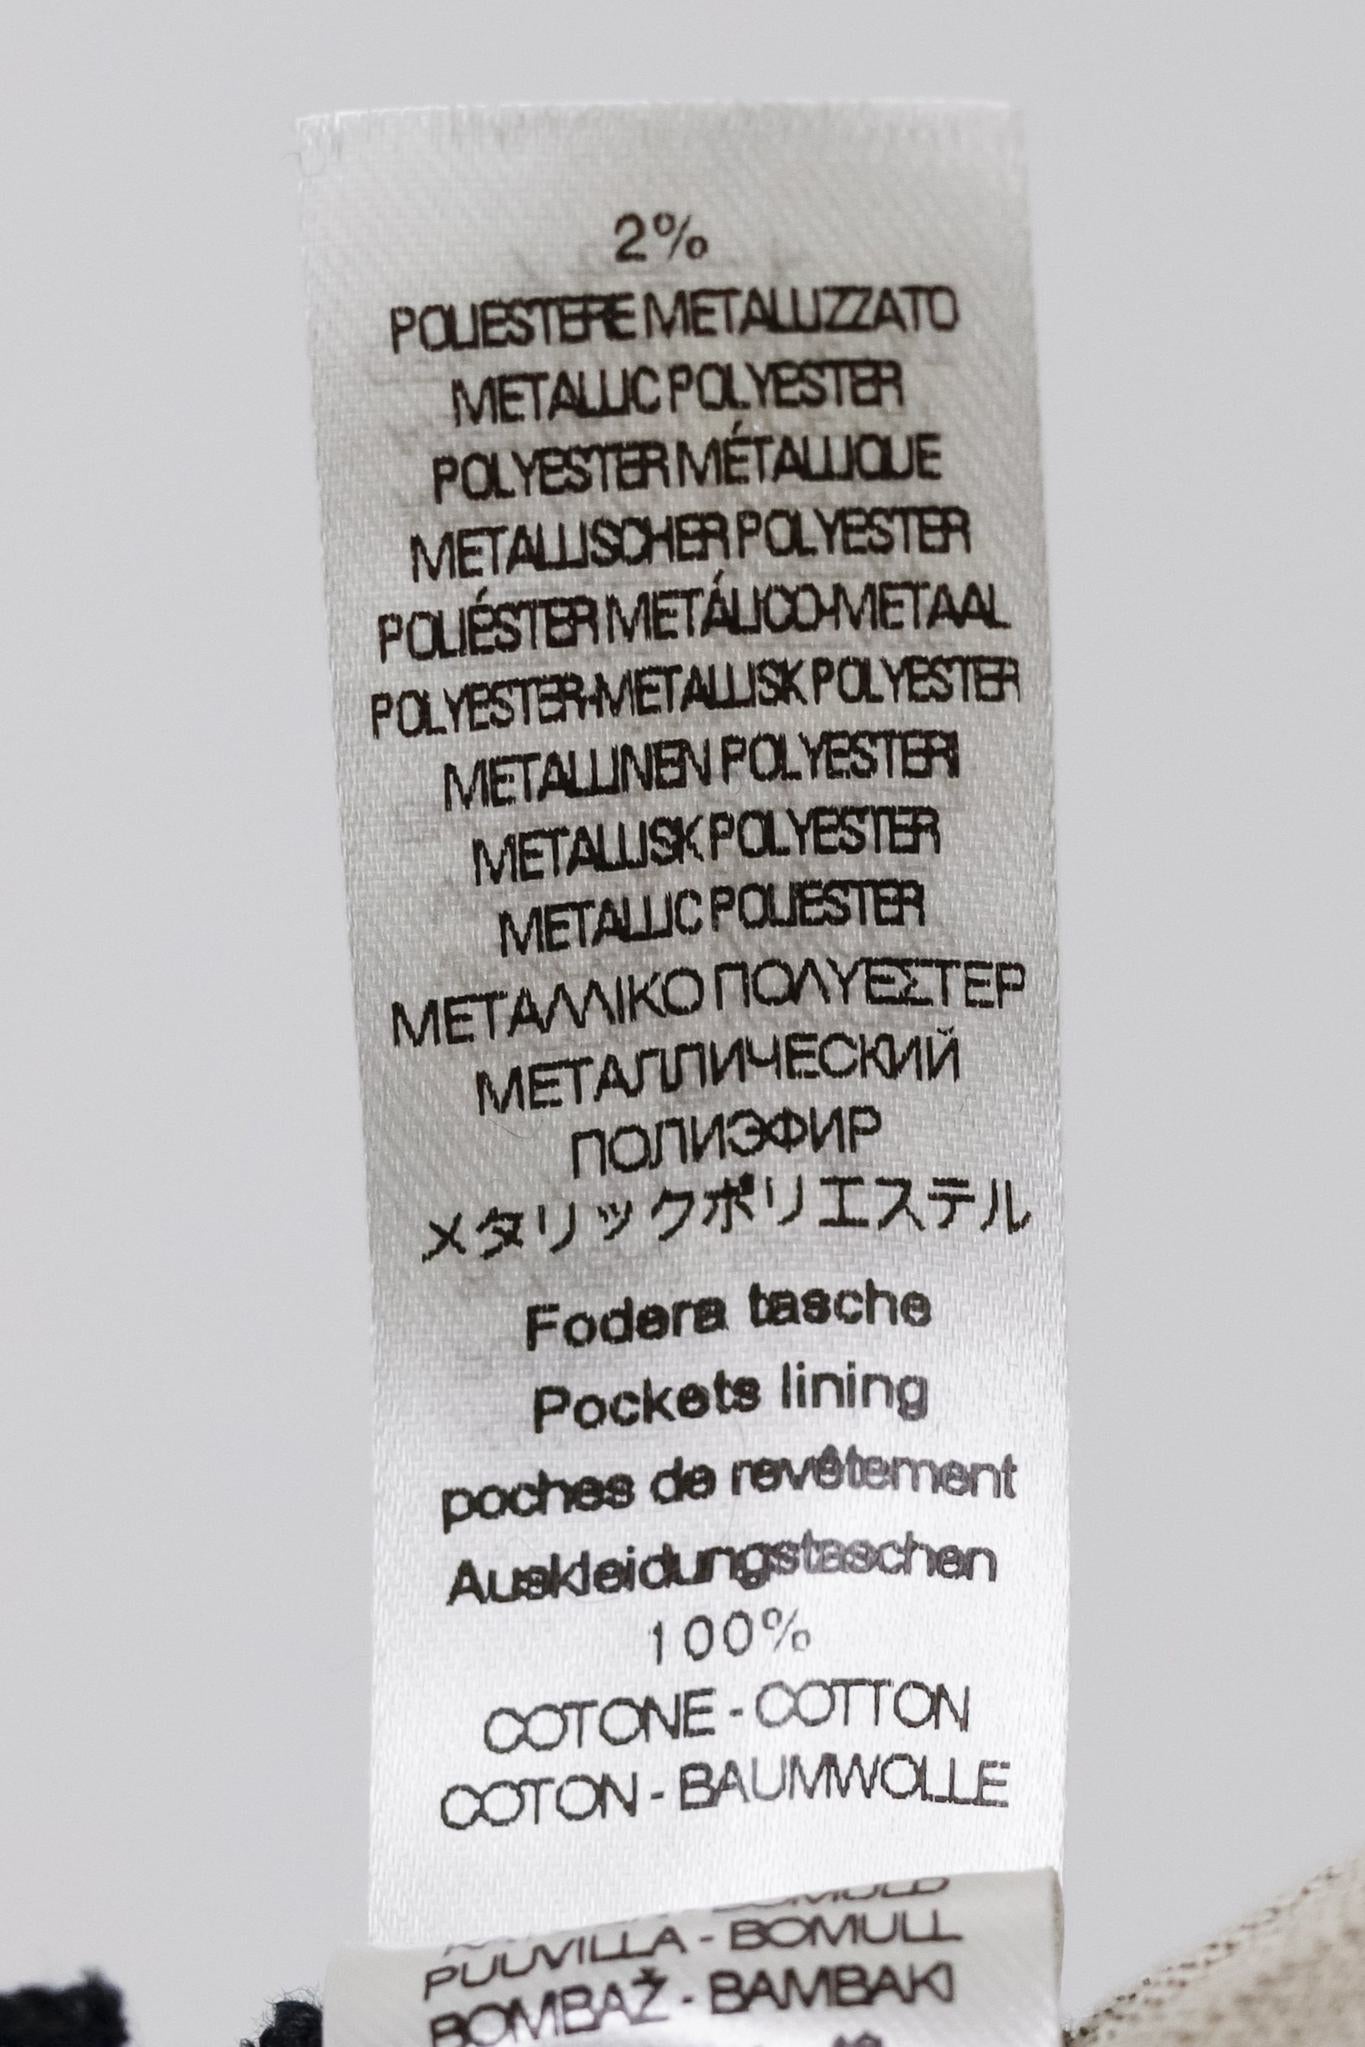 2%
POLIESTERE METALLIZZATO
METALLIC POLYESTER
POLYESTER MÉTALLIQUE
METALLISCHER POLYESTER
POLIÉSTER METÁLICO-METAAL
POLYESTER-METALLISK POLYESTER
METALLINEN POLYESTERI
METALLISK POLYESTER
METALLIC POLIESTER
ΜΕΤΑΛΛΙΚΟ ΠΟΛΥΕΣΤΕΡ
МЕТАЛЛИЧЕСКИЙ
ПОЛИЭФИР
メタリックポリエステル
Fodera tasche
Pockets lining
poches de revêtement
Auskleidungstaschen
100%
COTONE - COTTON
COTON - BAUMWOLLE
PUUVILLA - BOMULL
BOMBAŽ - BAMBAKI